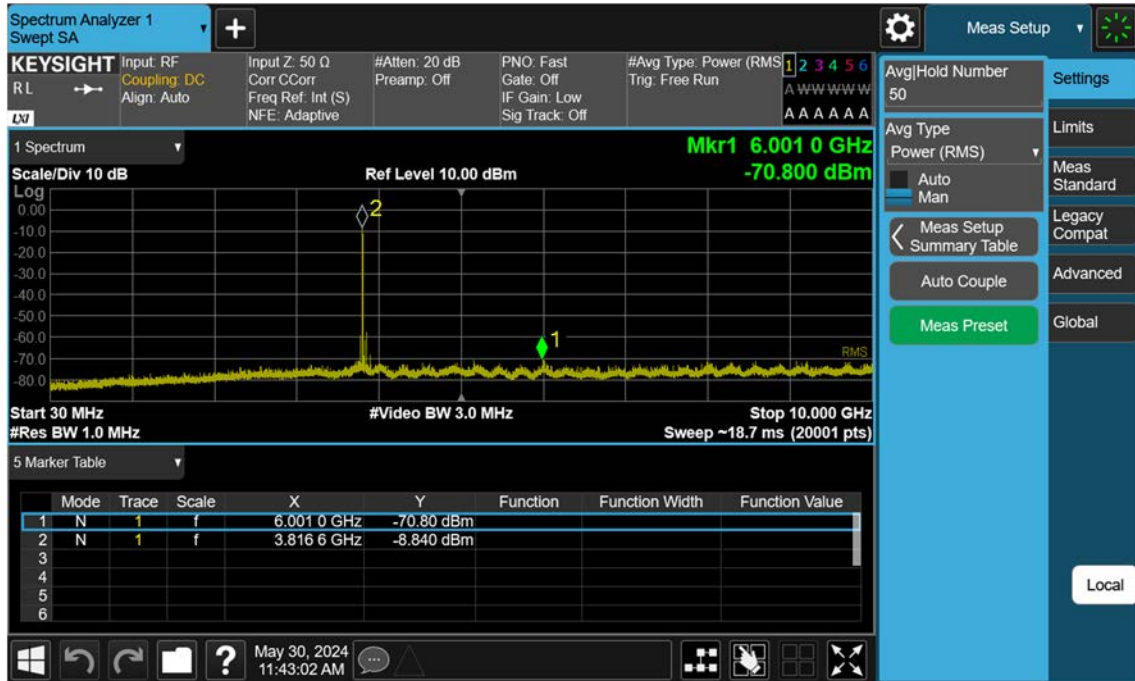 Spectrum Analyzer 1
Swept SA
+
Meas Setup
KEYSIGHT
R L
LXI
Input: RF
Coupling: DC
Align: Auto
Input Z: 50 Ω
Corr CCorr
Freq Ref: Int (S)
NFE: Adaptive
#Atten: 20 dB
Preamp: Off
PNO: Fast
Gate: Off
IF Gain: Low
Sig Track: Off
#Avg Type: Power (RMS
Trig: Free Run
1 2 3 4 5 6
A W W W W W
A A A A A A
1 Spectrum
Mkr1 6.001 0 GHz
Scale/Div 10 dB
Ref Level 10.00 dBm
-70.800 dBm
Log
0.00
-10.0
-20.0
-30.0
-40.0
-50.0
-60.0
-70.0
-80.0
2
1
RMS
Start 30 MHz
#Video BW 3.0 MHz
Stop 10.000 GHz
#Res BW 1.0 MHz
Sweep ~18.7 ms (20001 pts)
5 Marker Table
Mode Trace Scale X Y Function Function Width Function Value
1 N 1 f 6.001 0 GHz -70.80 dBm
2 N 1 f 3.816 6 GHz -8.840 dBm
3
4
5
6
Avg|Hold Number
50
Avg Type
Power (RMS)
Auto
Man
Meas Setup
Summary Table
Auto Couple
Meas Preset
Settings
Limits
Meas
Standard
Legacy
Compat
Advanced
Global
Local
?
May 30, 2024
11:43:02 AM